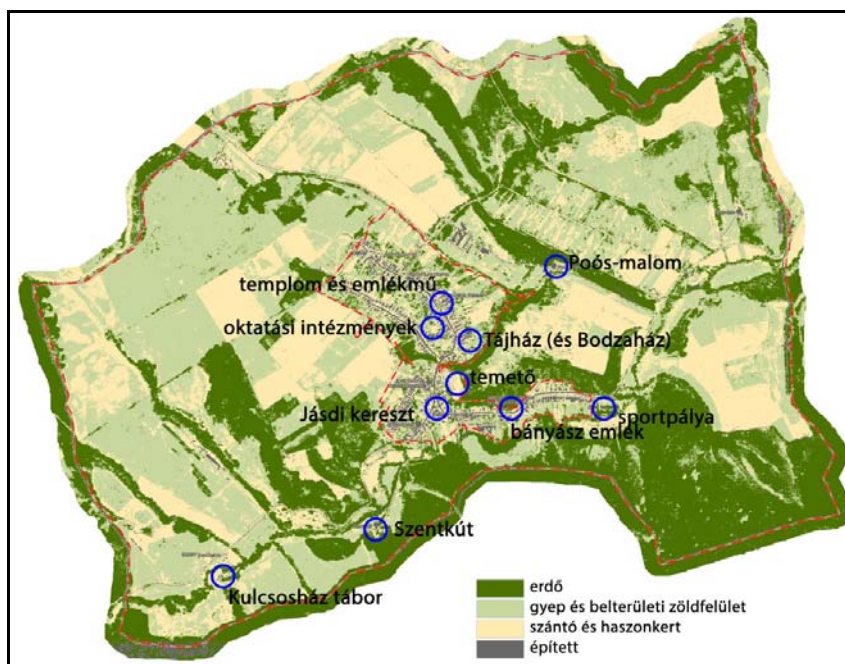 Poós-malom
templom és emlékmű
oktatási intézmények
Tájház (és Bodzaház)
temető
Jásdi kereszt
sportpálya
bányász emlék
Szentkút
Kulcsosház tábor
erdő
gyep és belterületi zöldfelület
szántó és haszonkert
épített